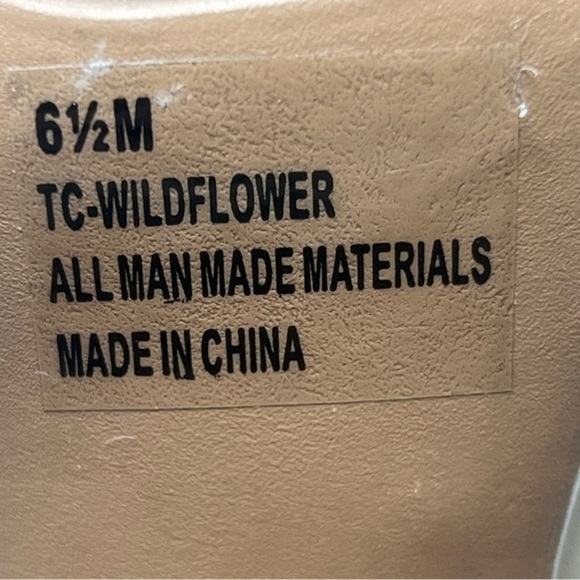 6½M
TC-WILDFLOWER
ALL MAN MADE MATERIALS
MADE IN CHINA